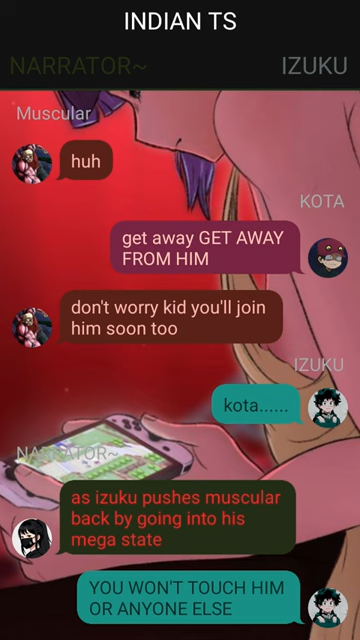 INDIAN TS
NARRATOR~
IZUKU
Muscular
huh
KOTA
get away GET AWAY
FROM HIM
don't worry kid you'll join
him soon too
IZUKU
kota......
NARRATOR~
as izuku pushes muscular
back by going into his
mega state
YOU WON'T TOUCH HIM
OR ANYONE ELSE